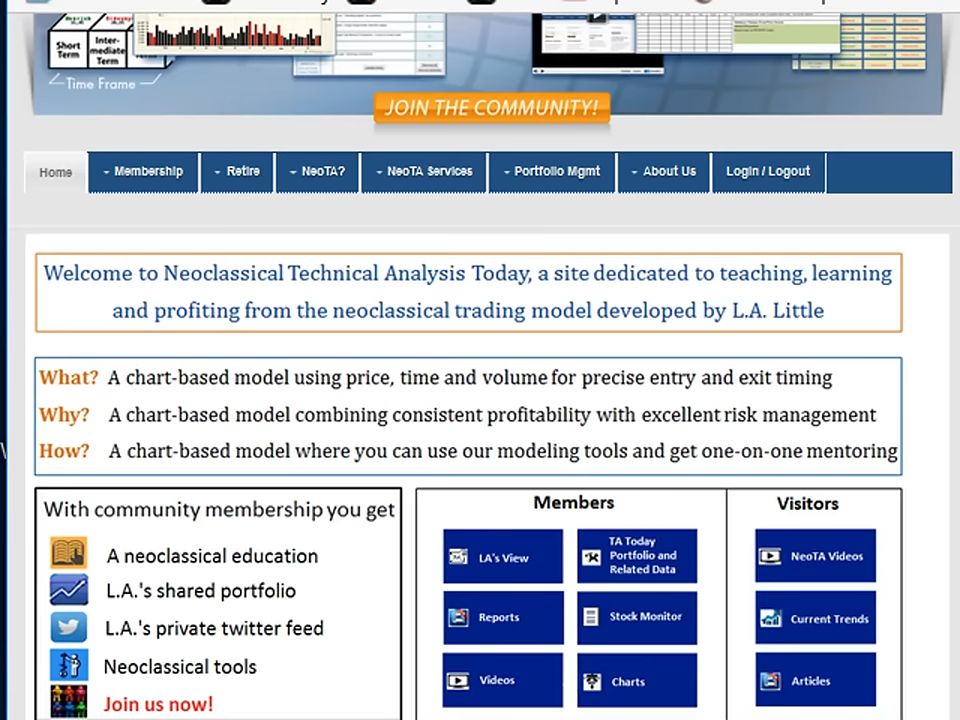 Short Term
Inter-mediate Term
Term
Time Frame
JOIN THE COMMUNITY!
Home
Membership
Retire
NeoTA?
NeoTA Services
Portfolio Mgmt
About Us
Login / Logout
Welcome to Neoclassical Technical Analysis Today, a site dedicated to teaching, learning
and profiting from the neoclassical trading model developed by L.A. Little
What? A chart-based model using price, time and volume for precise entry and exit timing
Why? A chart-based model combining consistent profitability with excellent risk management
How? A chart-based model where you can use our modeling tools and get one-on-one mentoring
With community membership you get
A neoclassical education
L.A.'s shared portfolio
L.A.'s private twitter feed
Neoclassical tools
Join us now!
Members
LA's View
TA Today
Portfolio and
Related Data
Reports
Stock Monitor
Videos
Charts
Visitors
NeoTA Videos
Current Trends
Articles